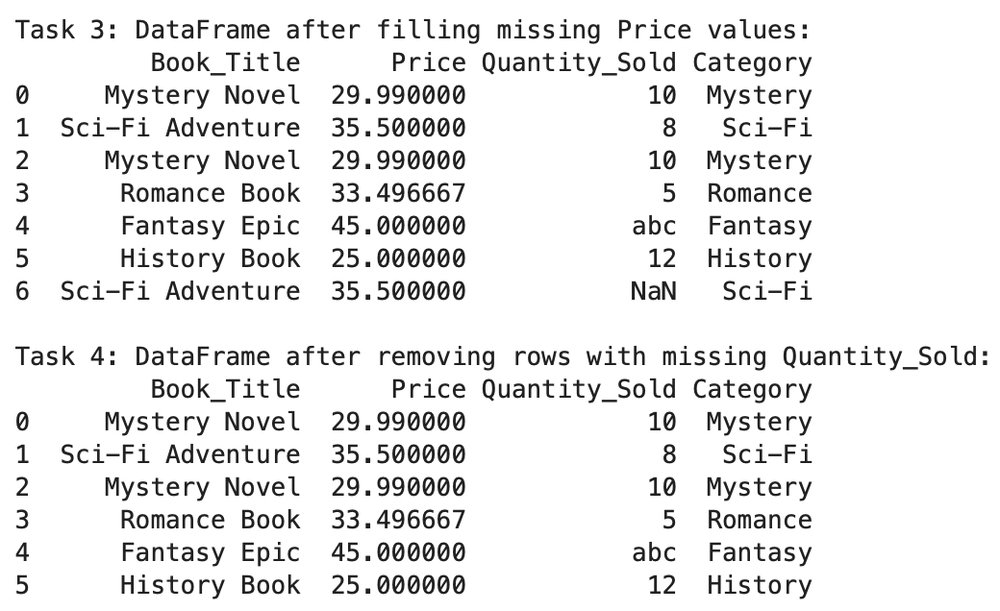 Task 3: DataFrame after filling missing Price values:
Book_Title Price Quantity_Sold Category
0 Mystery Novel 29.990000 10 Mystery
1 Sci-Fi Adventure 35.500000 8 Sci-Fi
2 Mystery Novel 29.990000 10 Mystery
3 Romance Book 33.496667 5 Romance
4 Fantasy Epic 45.000000 abc Fantasy
5 History Book 25.000000 12 History
6 Sci-Fi Adventure 35.500000 NaN Sci-Fi
Task 4: DataFrame after removing rows with missing Quantity_Sold:
Book_Title Price Quantity_Sold Category
0 Mystery Novel 29.990000 10 Mystery
1 Sci-Fi Adventure 35.500000 8 Sci-Fi
2 Mystery Novel 29.990000 10 Mystery
3 Romance Book 33.496667 5 Romance
4 Fantasy Epic 45.000000 abc Fantasy
5 History Book 25.000000 12 History